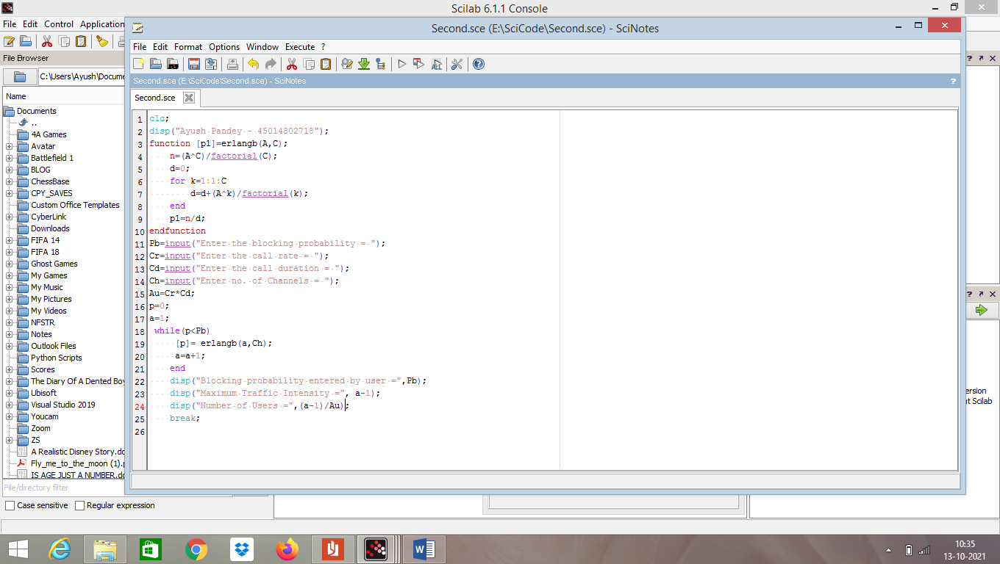 Scilab 6.1.1 Console
File Edit Control Application
File Browser
C:\Users\Ayush\Docume
Name
Documents
..
4A Games
Avatar
Battlefield 1
BLOG
ChessBase
CPY_SAVES
Custom Office Templates
CyberLink
Downloads
FIFA 14
FIFA 18
Ghost Games
My Games
My Music
My Pictures
My Videos
NFSTR
Notes
Outlook Files
Python Scripts
Scores
The Diary Of A Dented Boy
Ubisoft
Visual Studio 2019
Youcam
Zoom
ZS
A Realistic Disney Story.do
Fly_me_to_the_moon (1).p
IS AGE JUST A NUMBER.do
File/directory filter
Case sensitive Regular expression
Second.sce (E:\SciCode\Second.sce) - SciNotes
File Edit Format Options Window Execute ?
Second.sce (E:\SciCode\Second.sce) - SciNotes ?
Second.sce
1 clc;
2 disp("Ayush Pandey - 45014802718");
3 function [p1]=erlangb(A,C);
4 n=(A^C)/factorial(C);
5 d=0;
6 for k=1:1:C
7 d=d+(A^k)/factorial(k);
8 end
9 p1=n/d;
10 endfunction
11 Pb=input("Enter the blocking probability = ");
12 Cr=input("Enter the call rate = ");
13 Cd=input("Enter the call duration = ");
14 Ch=input("Enter no. of Channels = ");
15 Au=Cr*Cd;
16 p=0;
17 a=1;
18 while(p<Pb)
19 [p]= erlangb(a,Ch);
20 a=a+1;
21 end
22 disp("Blocking probability entered by user =",Pb);
23 disp("Maximum Traffic Intensity =", a-1);
24 disp("Number of Users =",(a-1)/Au);
25 break;
26
?
?
ersion
t Scilab
10:35
13-10-2021